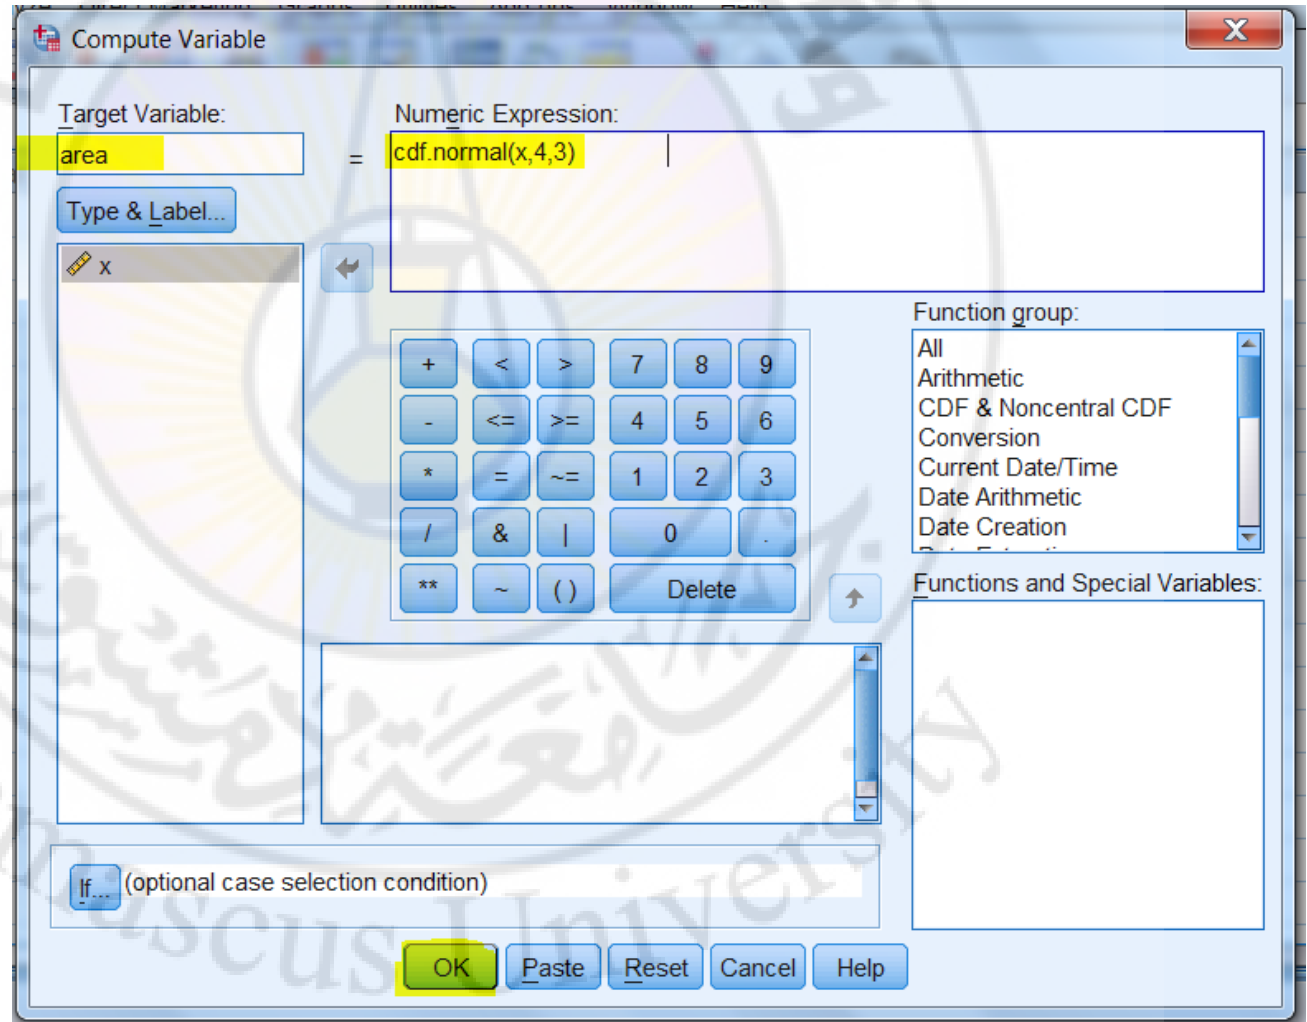 Compute Variable
X
Target Variable:
Numeric Expression:
area
=
cdf.normal(x,4,3)
Type & Label...
x
Function group:
All
Arithmetic
CDF & Noncentral CDF
Conversion
Current Date/Time
Date Arithmetic
Date Creation
+ < > 7 8 9
- <= >= 4 5 6
* = ~= 1 2 3
/ & | 0 .
** ~ ( ) Delete
Functions and Special Variables:
If... (optional case selection condition)
OK Paste Reset Cancel Help
mascus University